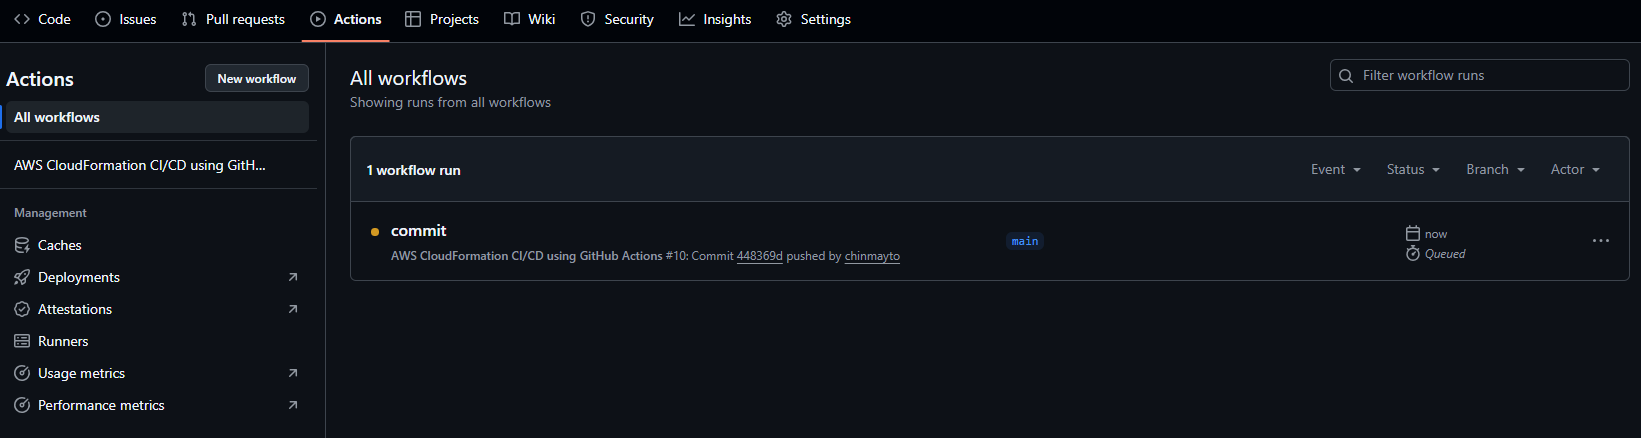 Code Issues Pull requests Actions Projects Wiki Security Insights Settings
Actions
New workflow
All workflows
AWS CloudFormation CI/CD using GitH...
Management
Caches
Deployments
Attestations
Runners
Usage metrics
Performance metrics
All workflows
Showing runs from all workflows
Filter workflow runs
1 workflow run
Event Status Branch Actor
commit
AWS CloudFormation CI/CD using GitHub Actions #10: Commit 448369d pushed by chinmayto
main
now
Queued